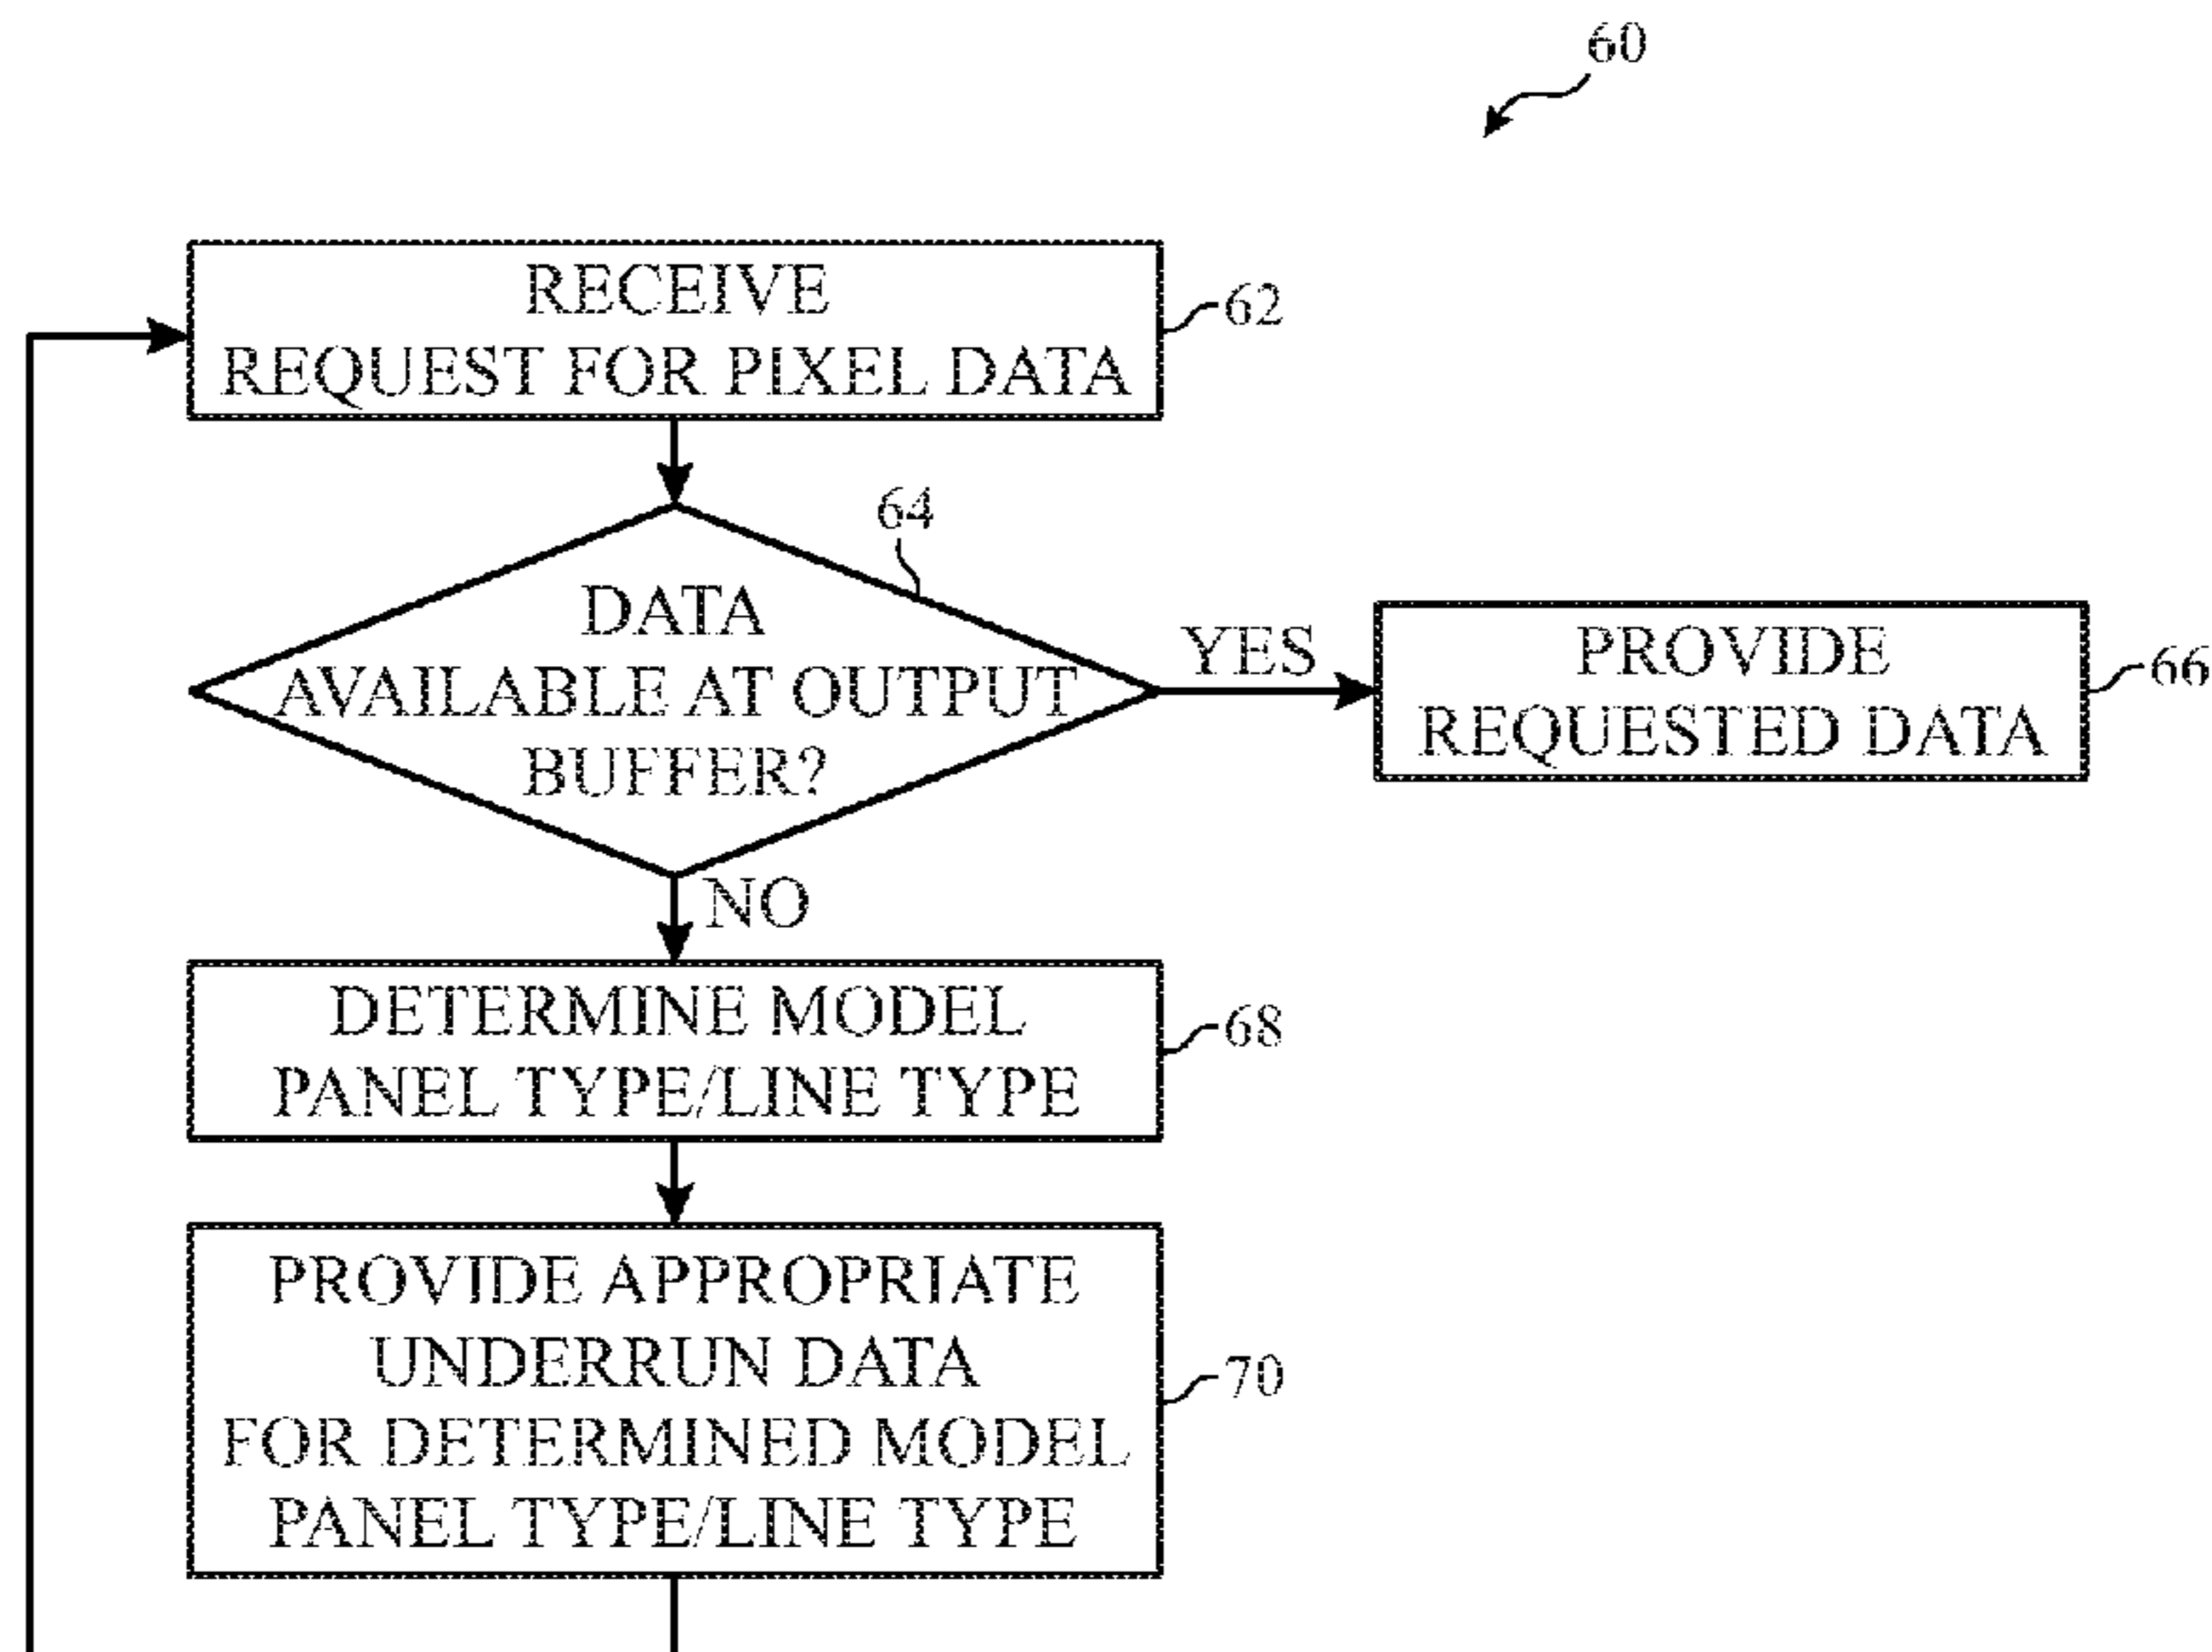 60
RECEIVE
REQUEST FOR PIXEL DATA
62
64
DATA
AVAILABLE AT OUTPUT
BUFFER?
YES
PROVIDE
REQUESTED DATA
66
NO
DETERMINE MODEL
PANEL TYPE/LINE TYPE
68
PROVIDE APPROPRIATE
UNDERRUN DATA
FOR DETERMINED MODEL
PANEL TYPE/LINE TYPE
70